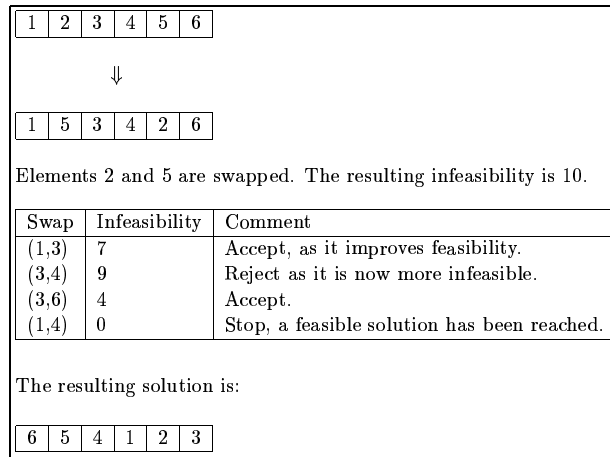 1 2 3 4 5 6
⇓
1 5 3 4 2 6
Elements 2 and 5 are swapped. The resulting infeasibility is 10.
Swap Infeasibility Comment
(1,3) 7 Accept, as it improves feasibility.
(3,4) 9 Reject as it is now more infeasible.
(3,6) 4 Accept.
(1,4) 0 Stop, a feasible solution has been reached.
The resulting solution is:
6 5 4 1 2 3